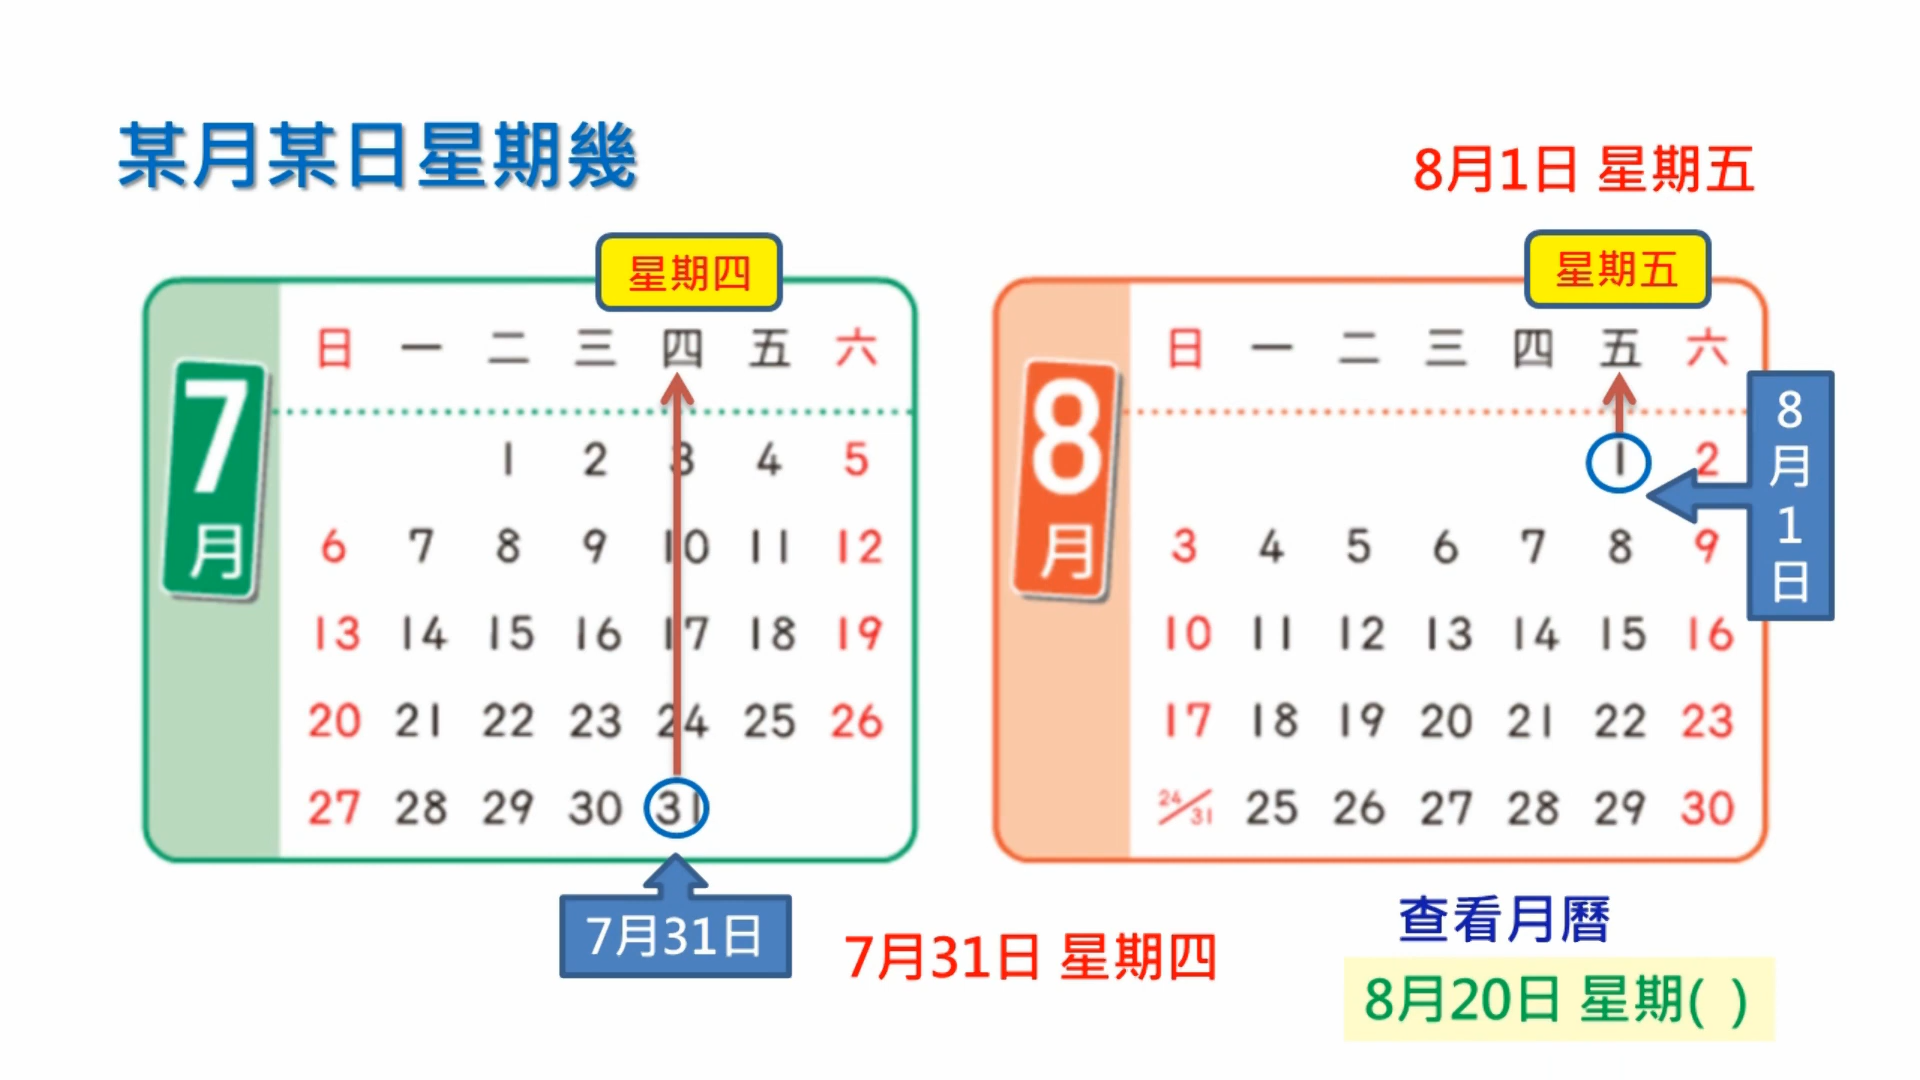 某月某日星期幾
8月1日 星期五
星期四
星期五
7月
日 一 二 三 四 五 六
1 2 3 4 5
6 7 8 9 10 11 12
13 14 15 16 17 18 19
20 21 22 23 24 25 26
27 28 29 30 31
8月
日 一 二 三 四 五 六
1 2
3 4 5 6 7 8 9
10 11 12 13 14 15 16
17 18 19 20 21 22 23
24/31 25 26 27 28 29 30
8月1日
7月31日
7月31日 星期四
查看月曆
8月20日 星期( )